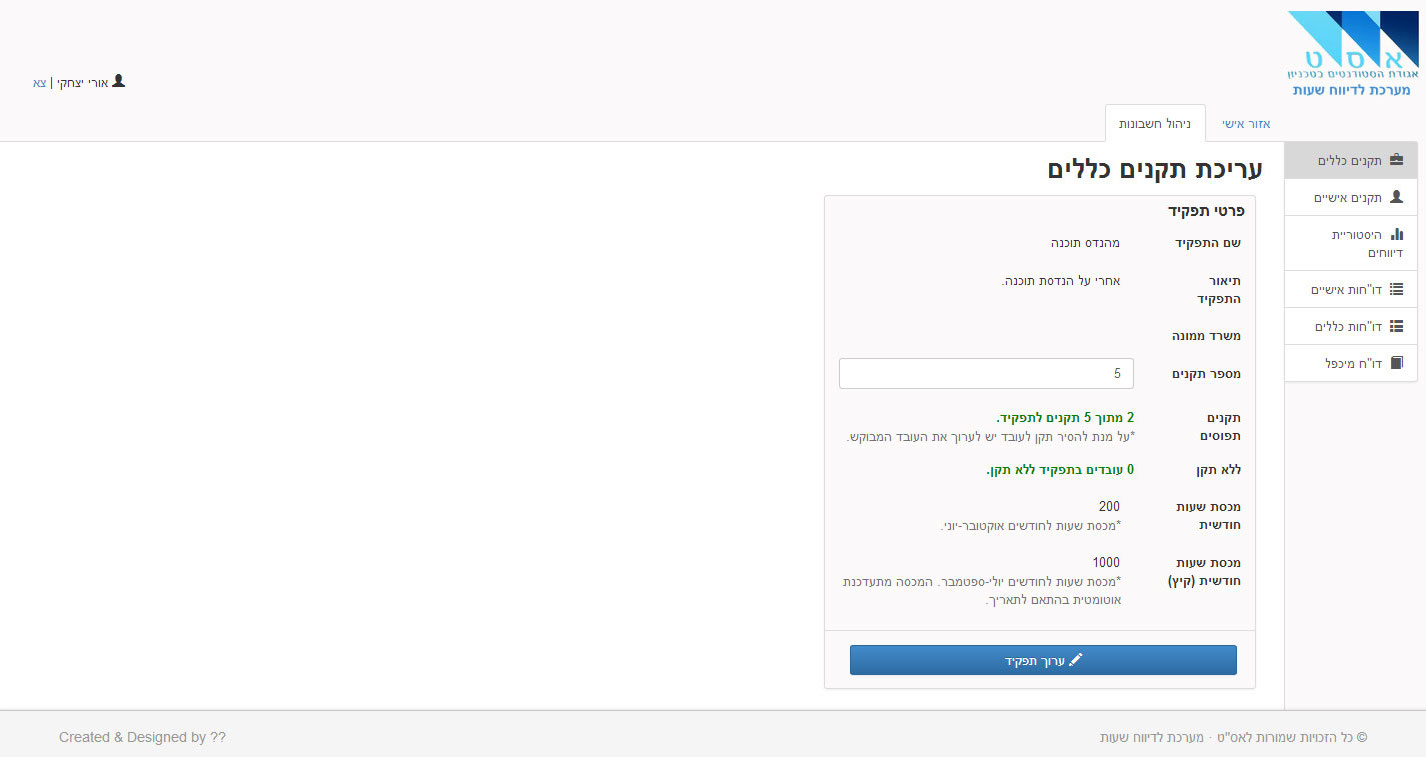 אס״ט
אגודת הסטודנטים בטכניון
מערכת לדיווח שעות
אורי יצחקי | צא
אזור אישי
ניהול חשבונות
תקנים כללים
תקנים אישיים
היסטוריית
דיווחים
דו"חות אישיים
דו"חות כללים
דו"ח מיכפל
עריכת תקנים כללים
פרטי תפקיד
שם התפקיד מהנדס תוכנה
תיאור אחרי על הנדסת תוכנה.
התפקיד
משרד ממונה
מספר תקנים 5
תקנים 2 מתוך 5 תקנים לתפקיד.
תפוסים *על מנת להסיר תקן לעובד יש לערוך את העובד המבוקש.
ללא תקן 0 עובדים בתפקיד ללא תקן.
מכסת שעות 200
חודשית *מכסת שעות לחודשים אוקטובר-יוני.
מכסת שעות 1000
חודשית (קיץ) *מכסת שעות לחודשים יולי-ספטמבר. המכסה מתעדכנת
אוטומטית בהתאם לתאריך.
ערוך תפקיד
© כל הזכויות שמורות לאס"ט - מערכת לדיווח שעות
Created & Designed by ??